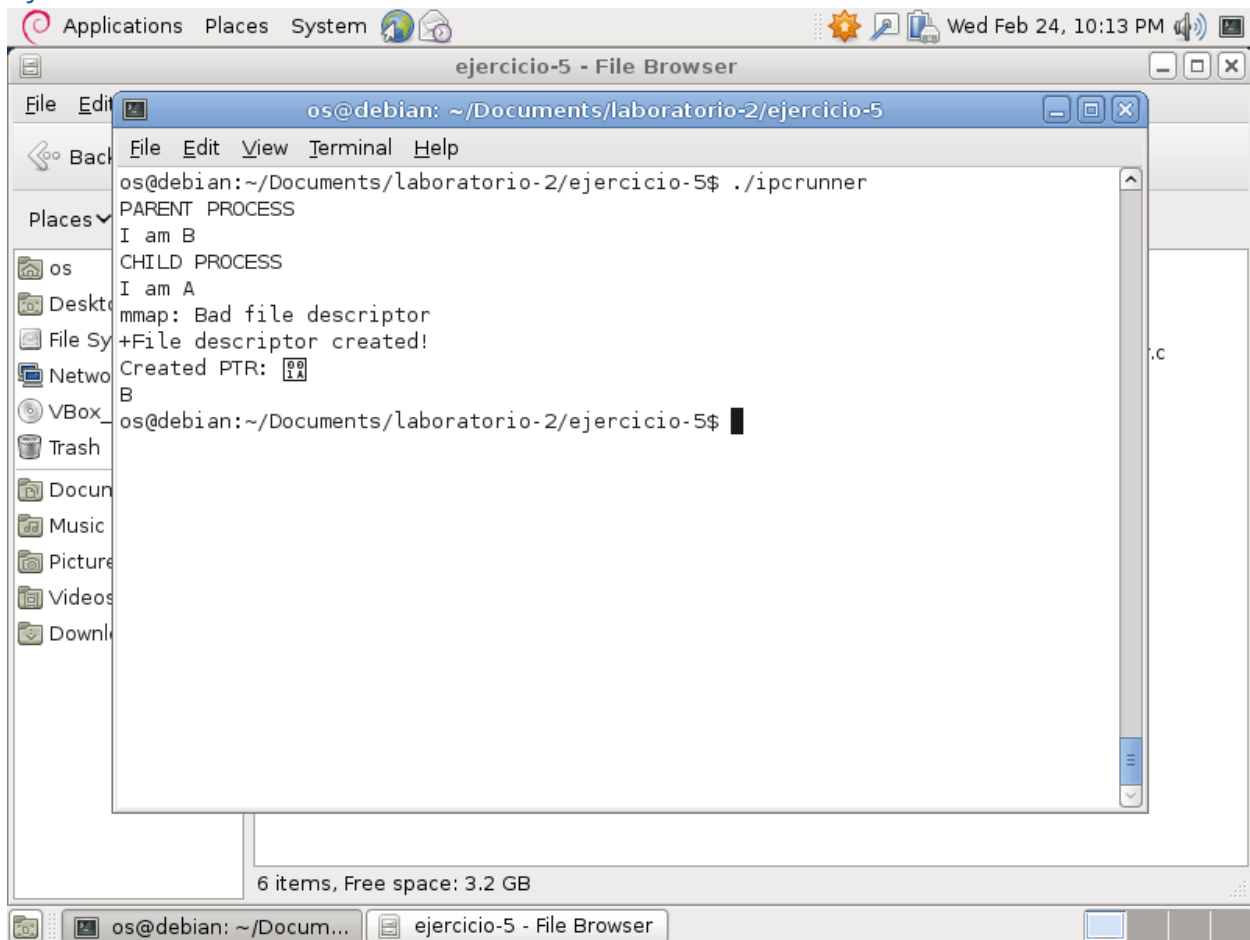 Applications Places System Wed Feb 24, 10:13 PM
ejercicio-5 - File Browser
File Edit
os@debian: ~/Documents/laboratorio-2/ejercicio-5
File Edit View Terminal Help
Back
Places
os
Deskto
File Sy
Netwo
VBox_
Trash
Docum
Music
Picture
Videos
Downl
os@debian:~/Documents/laboratorio-2/ejercicio-5$ ./ipcrunner
PARENT PROCESS
I am B
CHILD PROCESS
I am A
mmap: Bad file descriptor
+File descriptor created!
Created PTR:
B
os@debian:~/Documents/laboratorio-2/ejercicio-5$
r.c
6 items, Free space: 3.2 GB
os@debian: ~/Docum... ejercicio-5 - File Browser